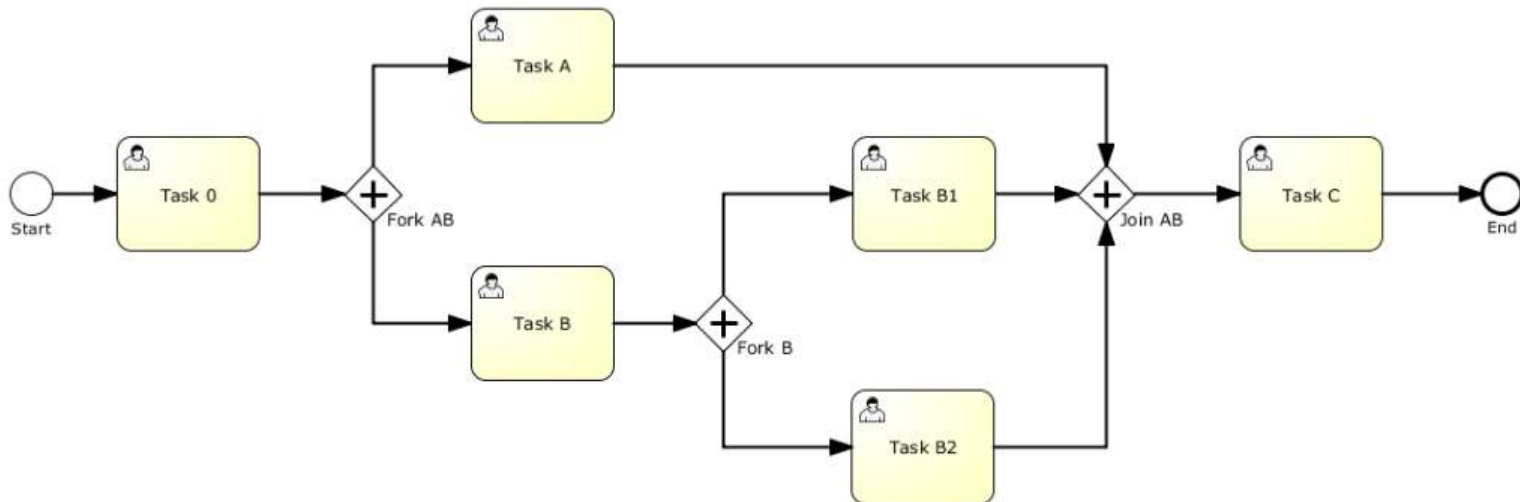 Task A
Task 0
Task B1
Start
Fork AB
Join AB
Task C
End
Task B
Fork B
Task B2